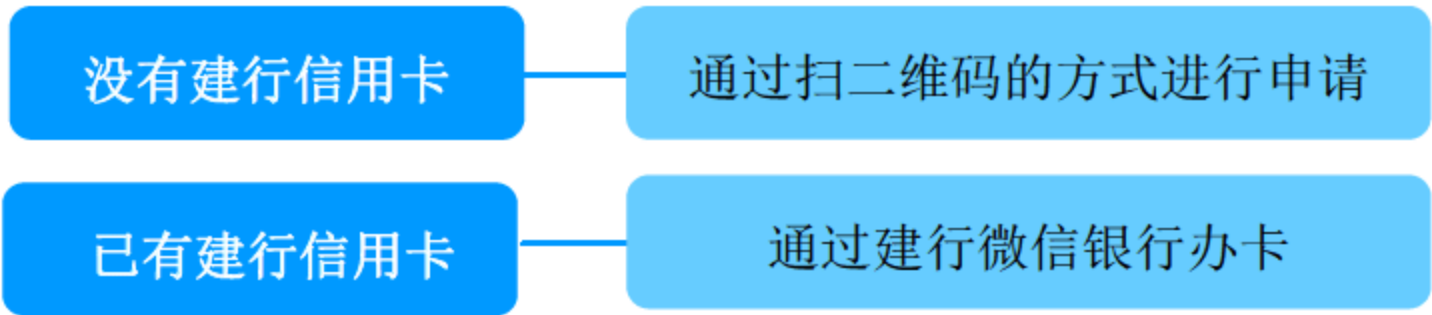 没有建行信用卡
通过扫二维码的方式进行申请
已有建行信用卡
通过建行微信银行办卡